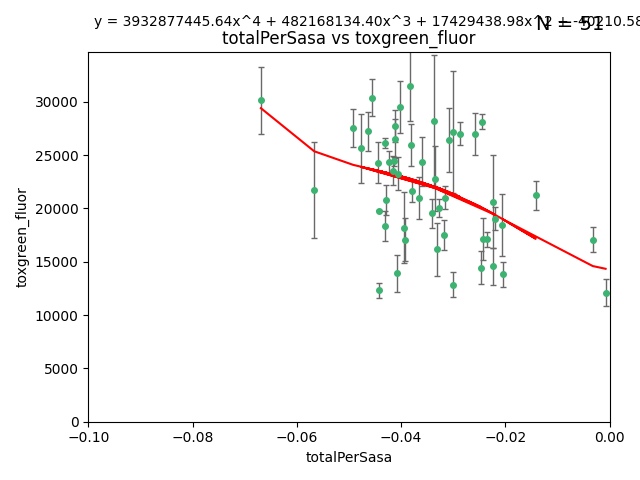 y = 3932877445.64x^4 + 482168134.40x^3 + 17429438.98x^2 + -40210.58
N = 51
totalPerSasa vs toxgreen_fluor
30000
25000
20000
15000
10000
5000
0
toxgreen_fluor
−0.10 −0.08 −0.06 −0.04 −0.02 0.00
totalPerSasa